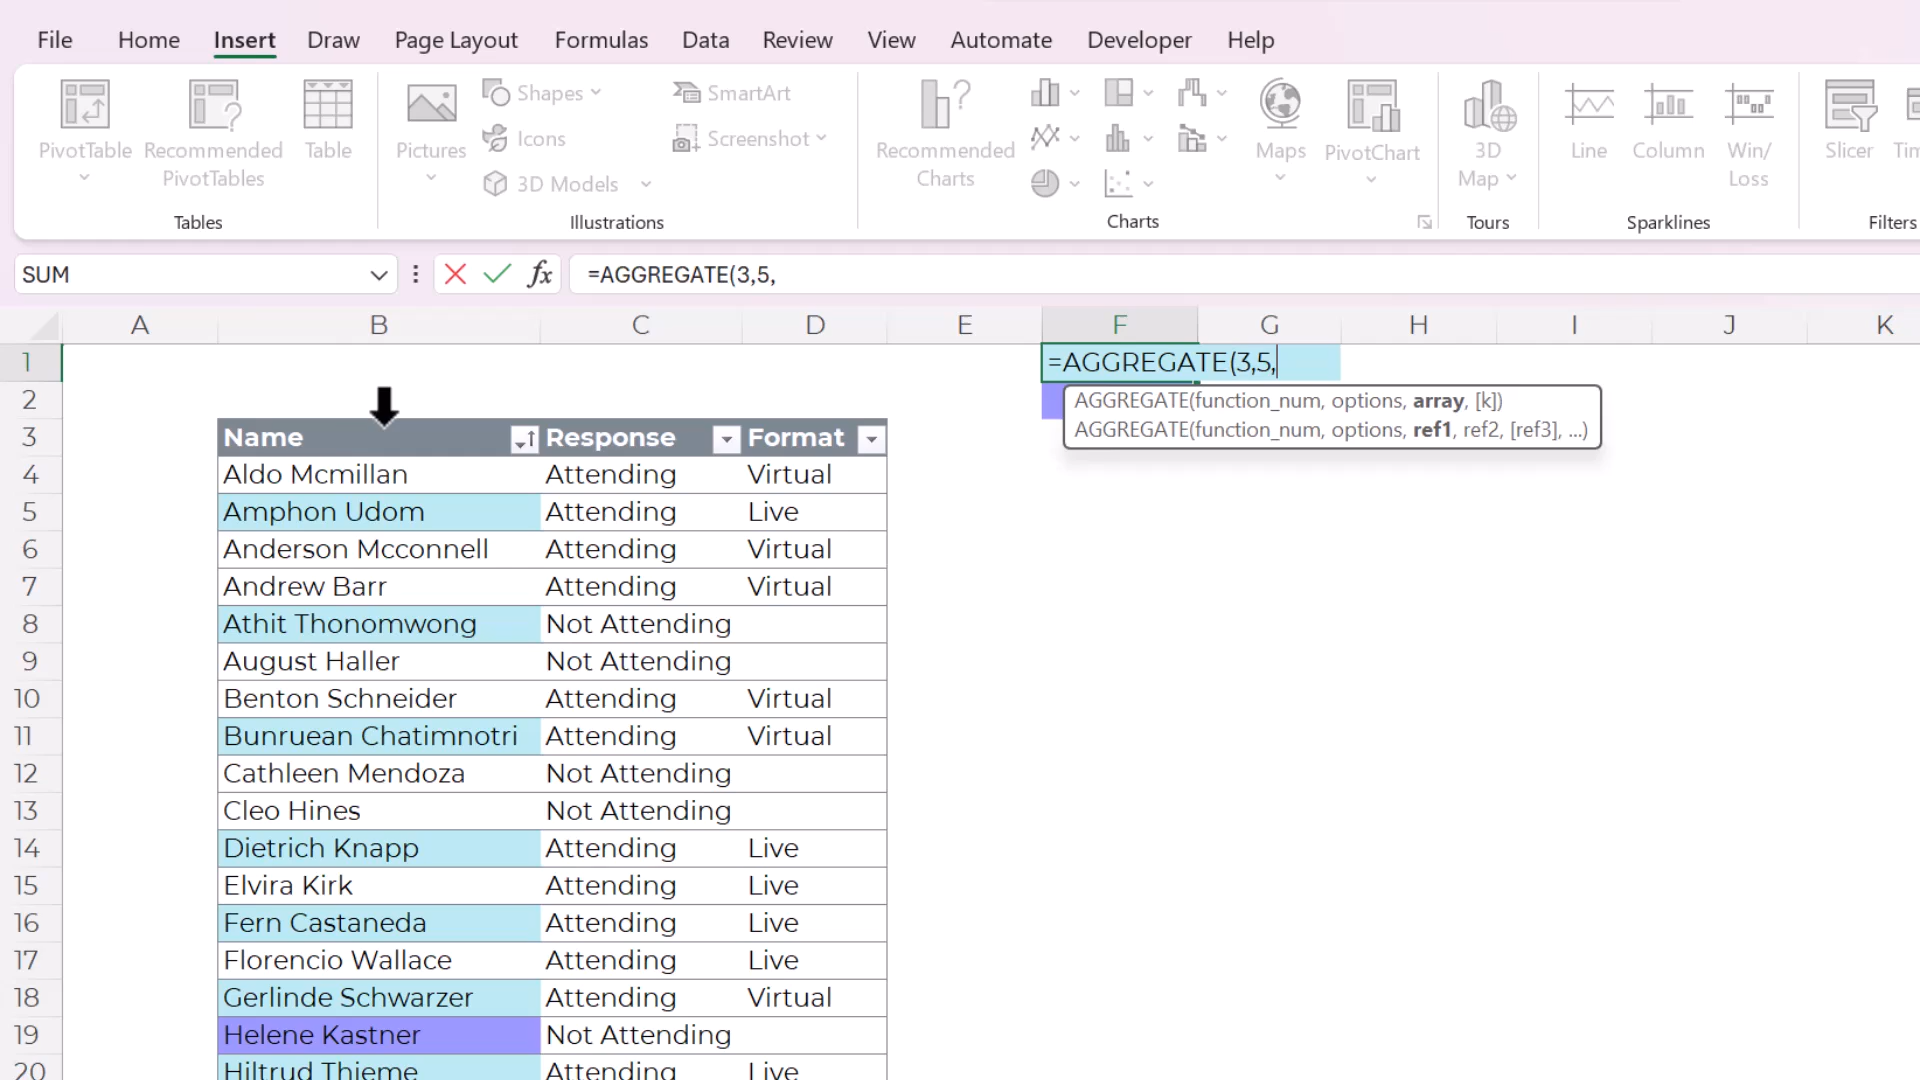 File Home Insert Draw Page Layout Formulas Data Review View Automate Developer Help
PivotTable
Recommended PivotTables
Table
Tables
Pictures
Shapes
Icons
3D Models
SmartArt
Screenshot
Illustrations
Recommended Charts
Maps
PivotChart
Charts
3D Map
Tours
Line
Column
Win/ Loss
Sparklines
Slicer
Filters
SUM fx =AGGREGATE(3,5,
A B C D E F G H I J K
1 =AGGREGATE(3,5,
AGGREGATE(function_num, options, array, [k])
AGGREGATE(function_num, options, ref1, ref2, [ref3], ...)
2
3 Name Response Format
4 Aldo Mcmillan Attending Virtual
5 Amphon Udom Attending Live
6 Anderson Mcconnell Attending Virtual
7 Andrew Barr Attending Virtual
8 Athit Thonomwong Not Attending
9 August Haller Not Attending
10 Benton Schneider Attending Virtual
11 Bunruean Chatimnotri Attending Virtual
12 Cathleen Mendoza Not Attending
13 Cleo Hines Not Attending
14 Dietrich Knapp Attending Live
15 Elvira Kirk Attending Live
16 Fern Castaneda Attending Live
17 Florencio Wallace Attending Live
18 Gerlinde Schwarzer Attending Virtual
19 Helene Kastner Not Attending
20 Hiltrud Thieme Attending Live